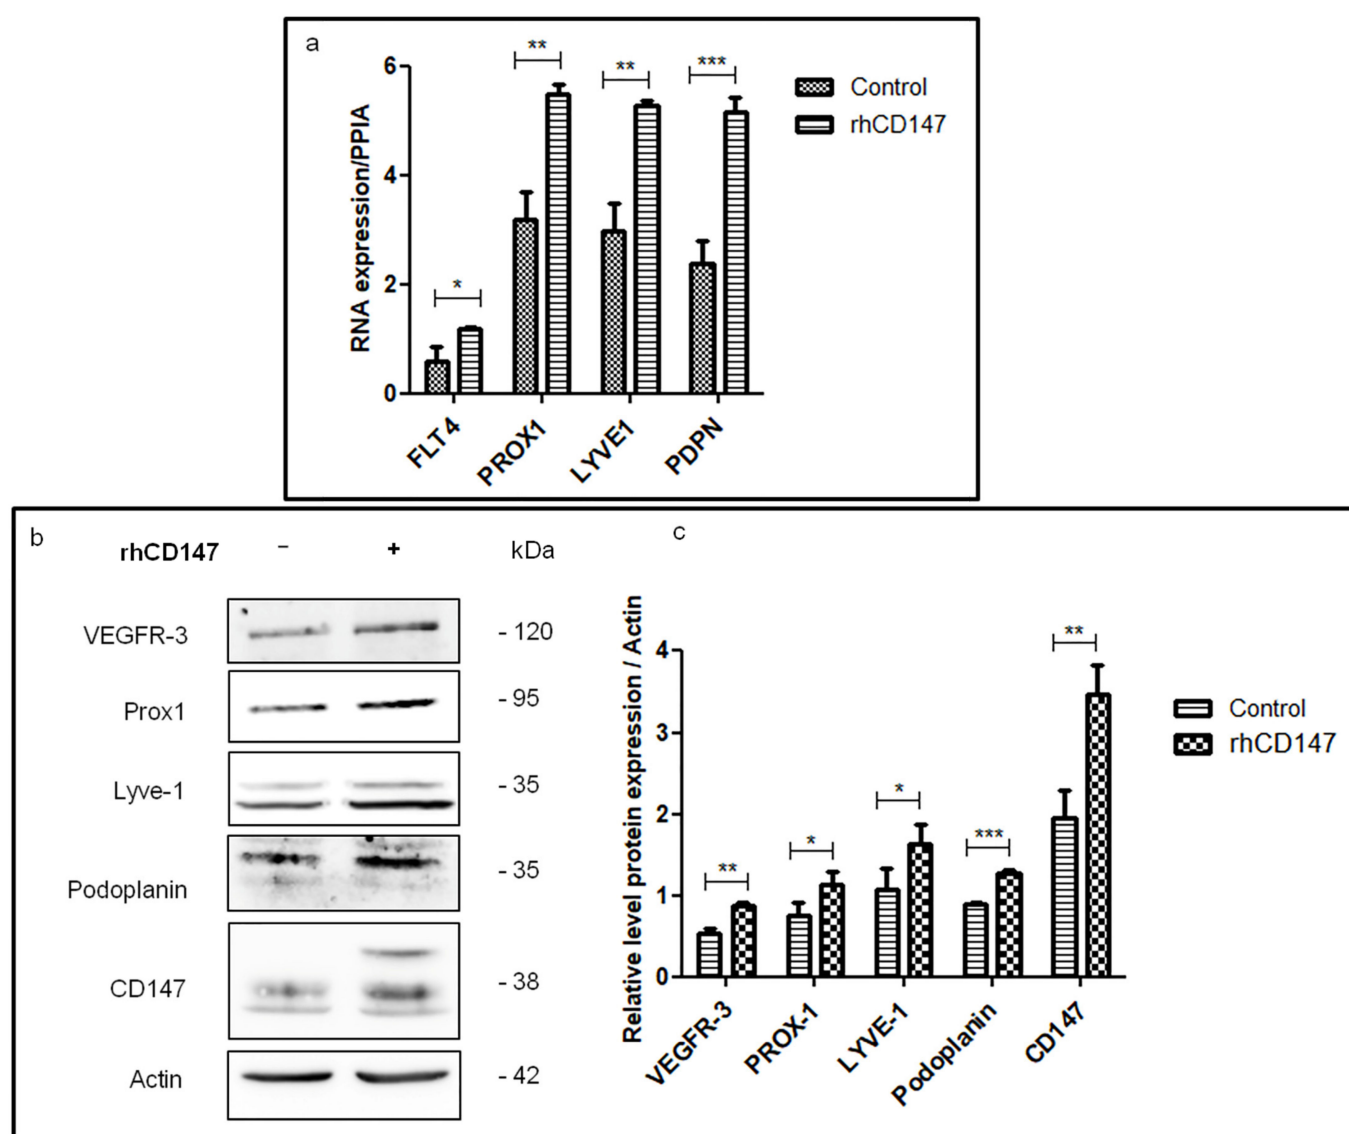 a
RNA expression/PPIA
6
4
2
0
*
**
**
***
FLT4
PROX1
LYVE1
PDPN
Control
rhCD147
b
rhCD147 - + kDa
VEGFR-3 - 120
Prox1 - 95
Lyve-1 - 35
Podoplanin - 35
CD147 - 38
Actin - 42
c
Relative level protein expression / Actin
4
3
2
1
0
**
*
*
***
**
VEGFR-3
PROX-1
LYVE-1
Podoplanin
CD147
Control
rhCD147